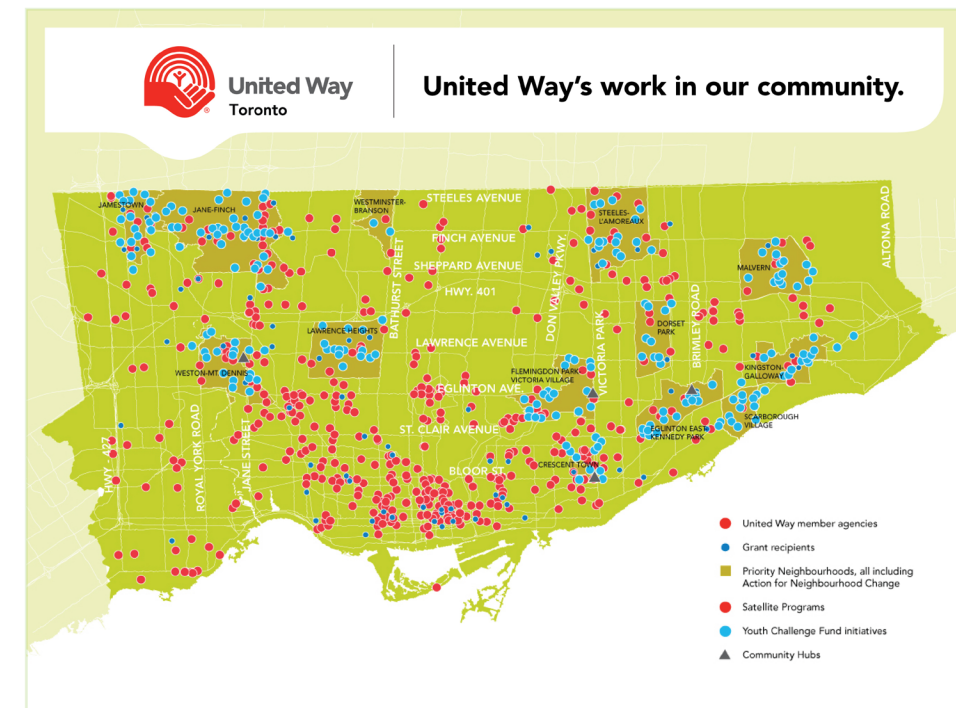 United Way
Toronto
United Way's work in our community.
STEELES AVENUE
JAMESTOWN
JANE-FINCH
WESTMINSTER-
BRANSON
STEELES-
L'AMOREAUX
ALTONA ROAD
FINCH AVENUE
BATHURST STREET
DON VALLEY PKWY.
SHEPPARD AVENUE
MALVERN
HWY. 401
BRIMLEY ROAD
LAWRENCE HEIGHTS
DORSET
PARK
LAWRENCE AVENUE
VICTORIA PARK
WESTON-MT. DENNIS
FLEMINGDON PARK-
VICTORIA VILLAGE
KINGSTON-
GALLOWAY
EGLINTON AVE.
ROYAL YORK ROAD
JANE STREET
HWY. 427
ST. CLAIR AVENUE
EGLINTON EAST-
KENNEDY PARK
SCARBOROUGH
VILLAGE
BLOOR ST.
CRESCENT TOWN
United Way member agencies
Grant recipients
Priority Neighbourhoods, all including
Action for Neighbourhood Change
Satellite Programs
Youth Challenge Fund initiatives
Community Hubs